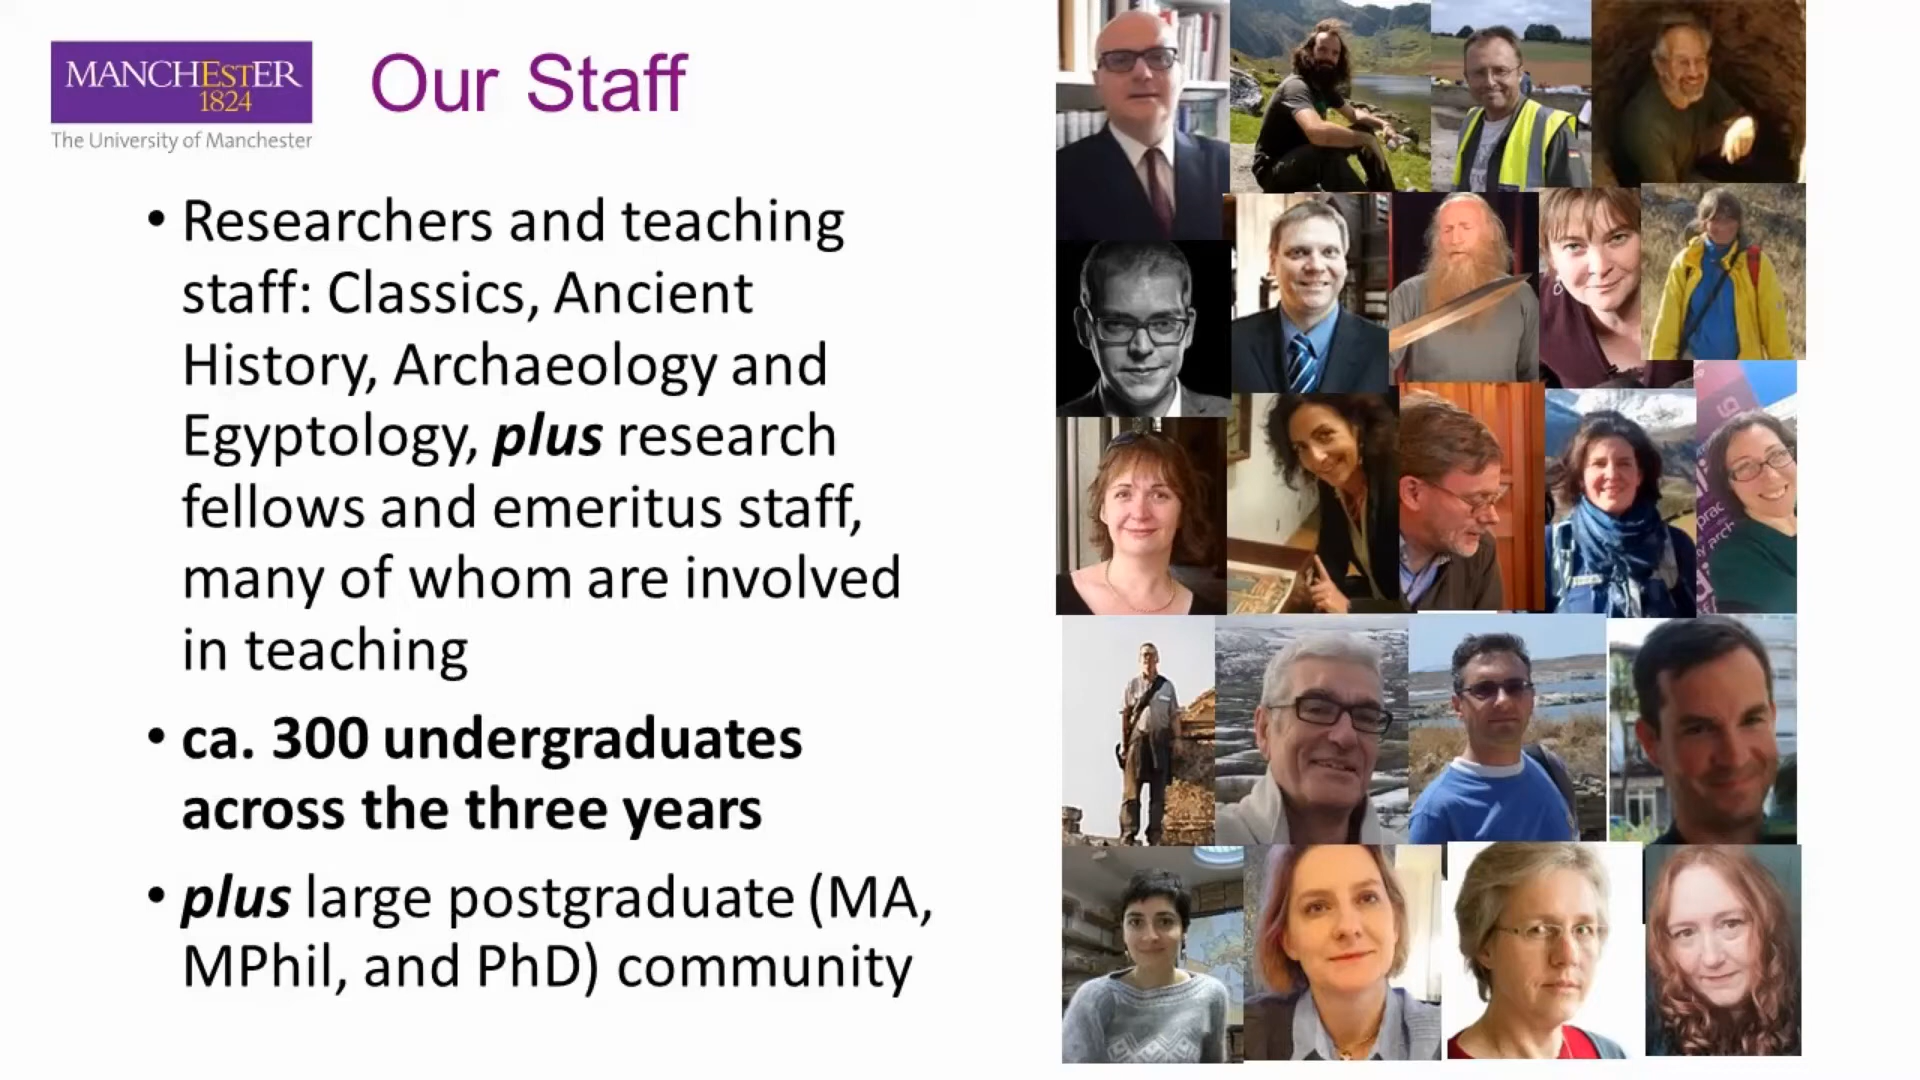 MANCHESTER
1824
The University of Manchester
Our Staff
• Researchers and teaching
staff: Classics, Ancient
History, Archaeology and
Egyptology, plus research
fellows and emeritus staff,
many of whom are involved
in teaching
• ca. 300 undergraduates
across the three years
• plus large postgraduate (MA,
MPhil, and PhD) community